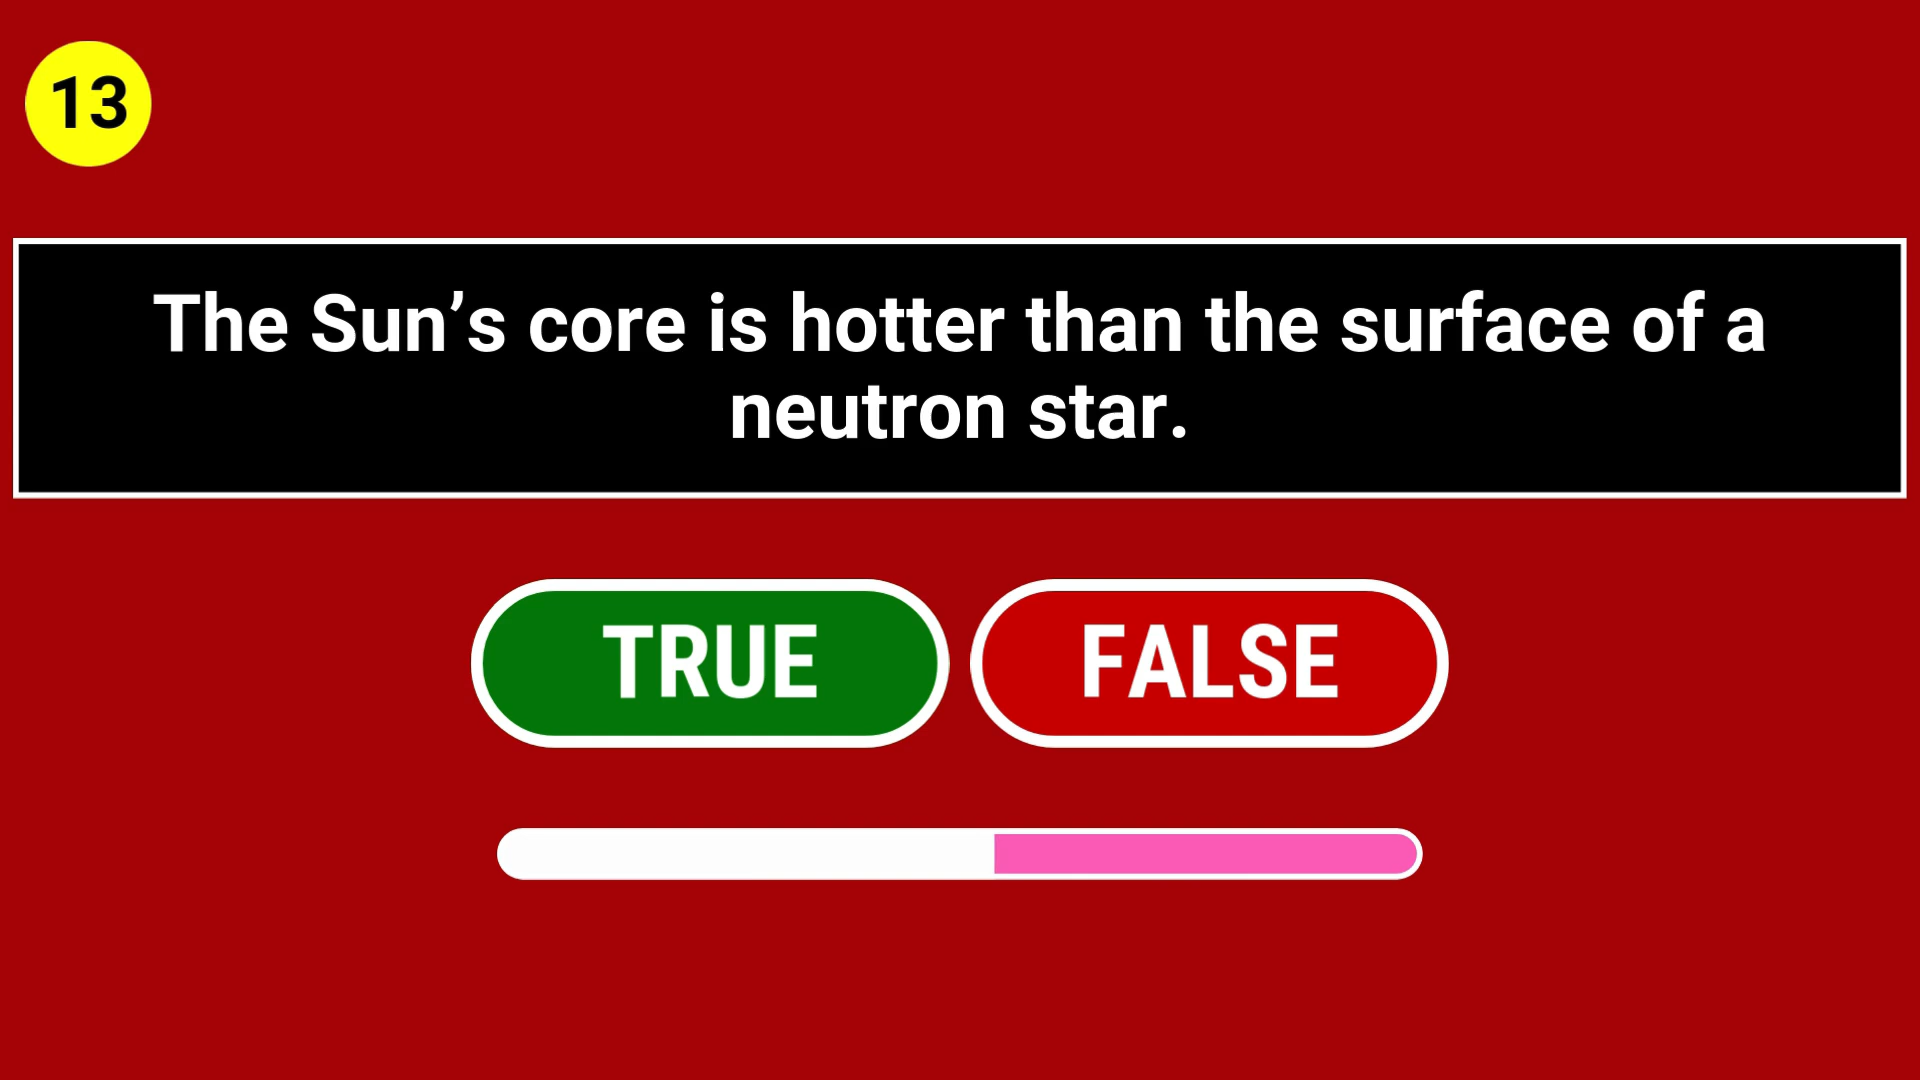 13
The Sun’s core is hotter than the surface of a
neutron star.
TRUE
FALSE